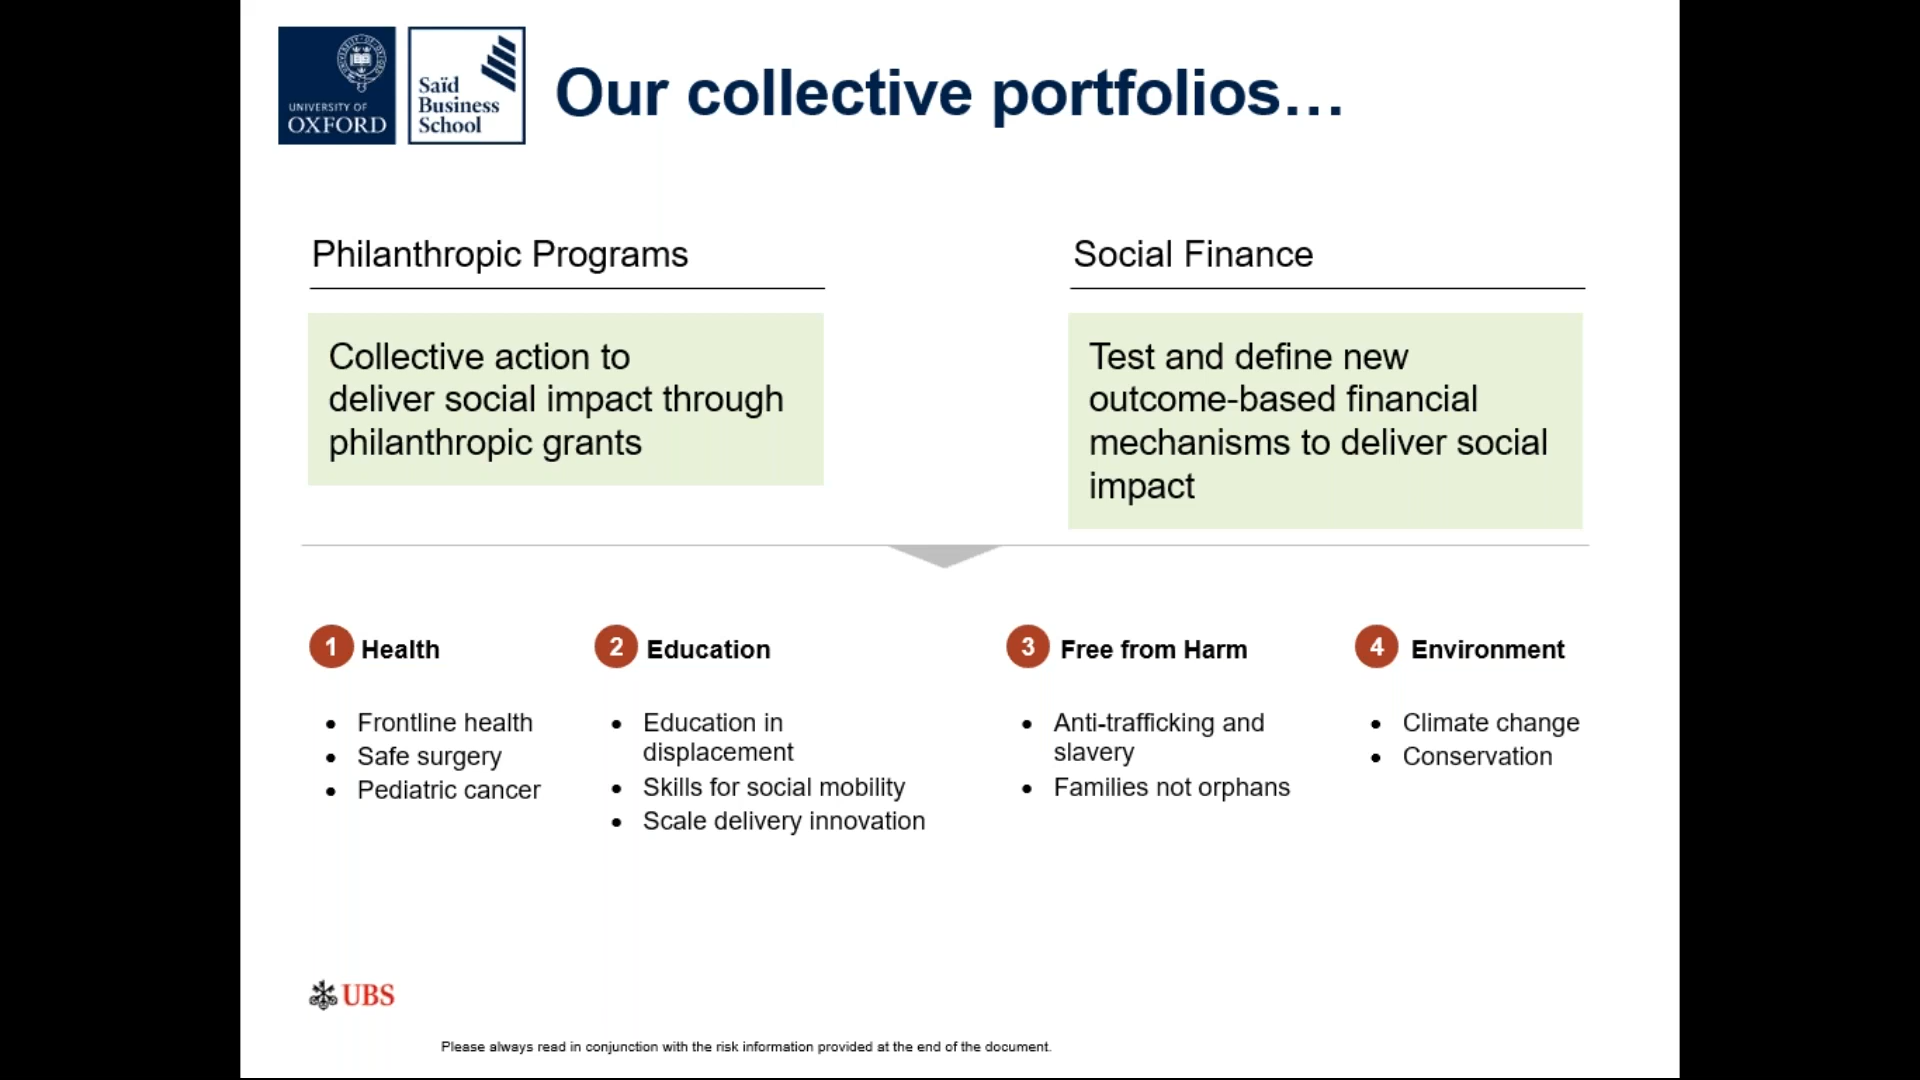 UNIVERSITY OF
OXFORD
Saïd
Business
School
Our collective portfolios…
Philanthropic Programs
Collective action to
deliver social impact through
philanthropic grants
Social Finance
Test and define new
outcome-based financial
mechanisms to deliver social
impact
1 Health
• Frontline health
• Safe surgery
• Pediatric cancer
2 Education
• Education in
displacement
• Skills for social mobility
• Scale delivery innovation
3 Free from Harm
• Anti-trafficking and
slavery
• Families not orphans
4 Environment
• Climate change
• Conservation
UBS
Please always read in conjunction with the risk information provided at the end of the document.